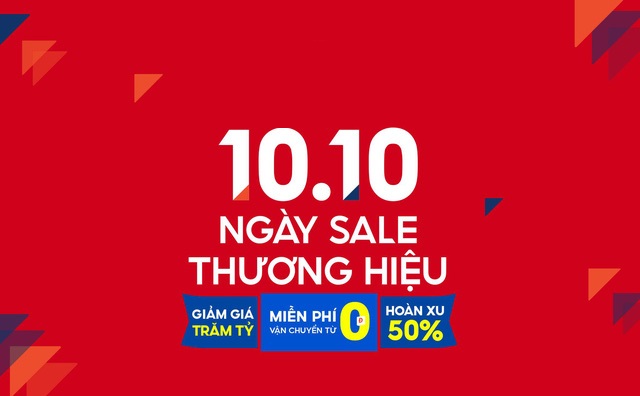 10.10
NGÀY SALE
THƯƠNG HIỆU
GIẢM GIÁ
TRĂM TỶ
MIỄN PHÍ
VẬN CHUYỂN TỪ
0Đ
HOÀN XU
50%